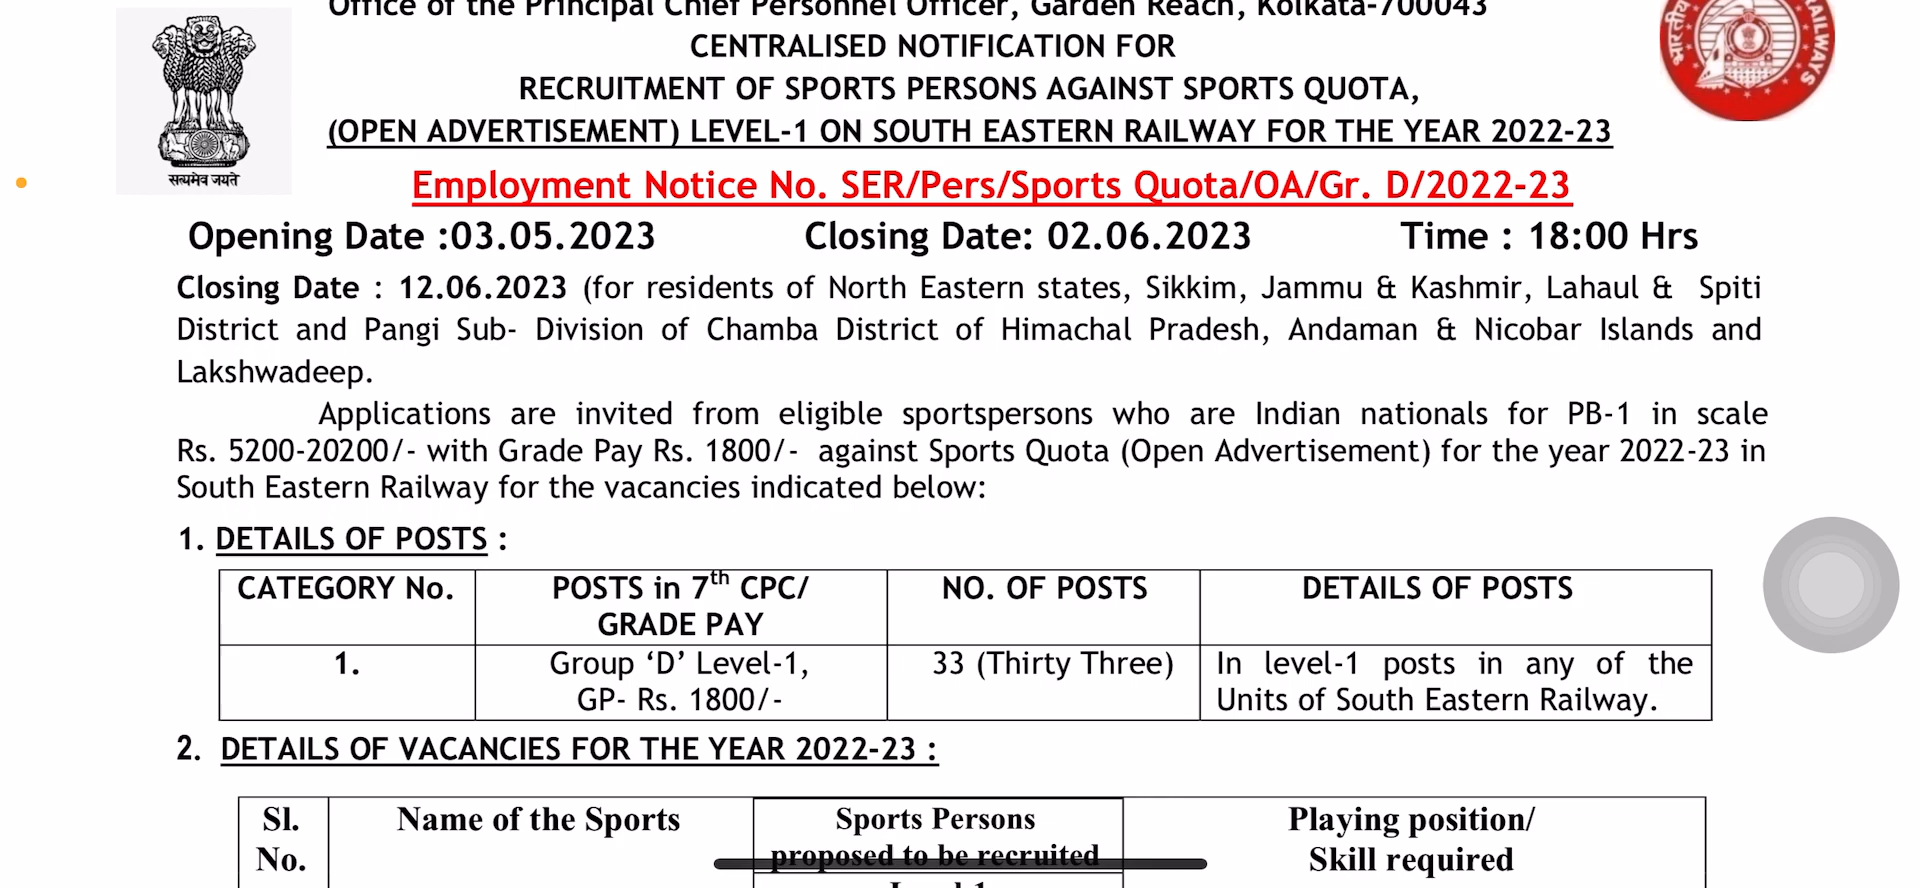 Office of the Principal Chief Personnel Officer, Garden Reach, Kolkata-700043
CENTRALISED NOTIFICATION FOR
RECRUITMENT OF SPORTS PERSONS AGAINST SPORTS QUOTA,
(OPEN ADVERTISEMENT) LEVEL-1 ON SOUTH EASTERN RAILWAY FOR THE YEAR 2022-23
सत्यमेव जयते
भारतीय
RAILWAYS
Employment Notice No. SER/Pers/Sports Quota/OA/Gr. D/2022-23
Opening Date :03.05.2023 Closing Date: 02.06.2023 Time : 18:00 Hrs
Closing Date : 12.06.2023 (for residents of North Eastern states, Sikkim, Jammu & Kashmir, Lahaul & Spiti
District and Pangi Sub- Division of Chamba District of Himachal Pradesh, Andaman & Nicobar Islands and
Lakshwadeep.
Applications are invited from eligible sportspersons who are Indian nationals for PB-1 in scale
Rs. 5200-20200/- with Grade Pay Rs. 1800/- against Sports Quota (Open Advertisement) for the year 2022-23 in
South Eastern Railway for the vacancies indicated below:
1. DETAILS OF POSTS :
CATEGORY No. POSTS in 7th CPC/ NO. OF POSTS DETAILS OF POSTS
GRADE PAY
1. Group ‘D’ Level-1, 33 (Thirty Three) In level-1 posts in any of the
GP- Rs. 1800/- Units of South Eastern Railway.
2. DETAILS OF VACANCIES FOR THE YEAR 2022-23 :
Sl. Name of the Sports Sports Persons Playing position/
No. proposed to be recruited Skill required